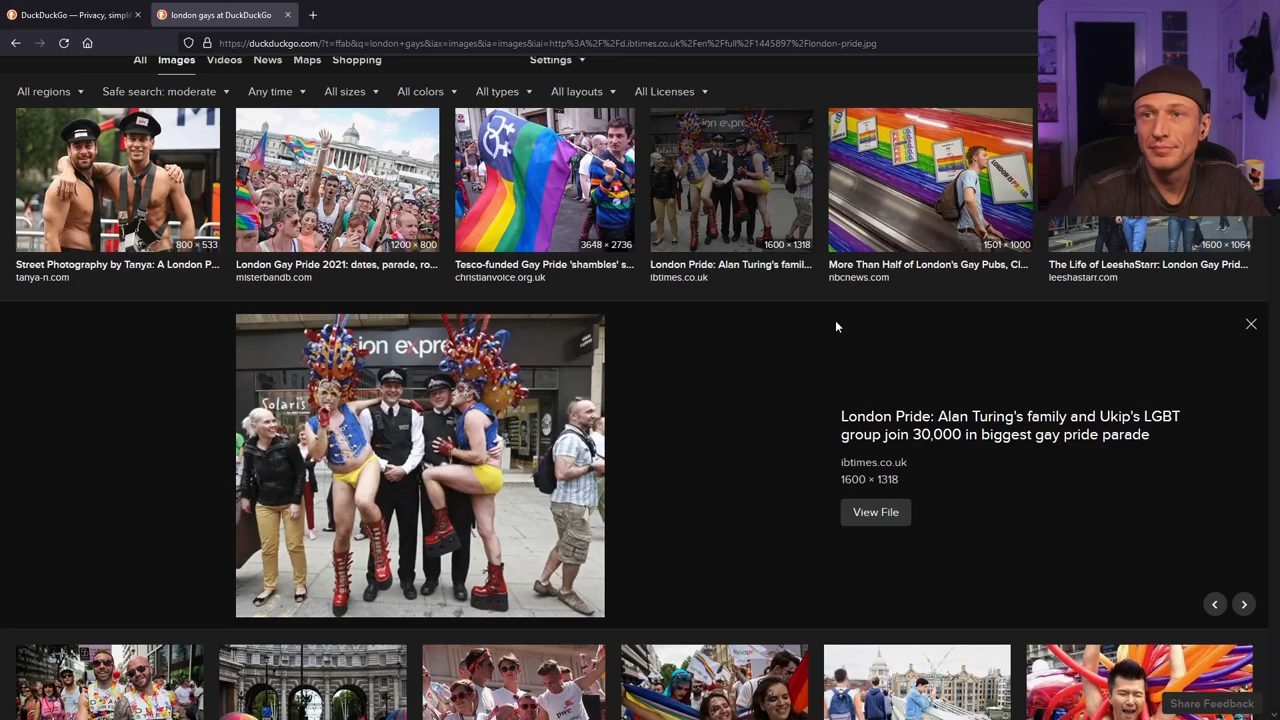 DuckDuckGo — Privacy, simpli
london gays at DuckDuckGo
https://duckduckgo.com/?t=ffab&q=london+gays&iax=images&ia=images&iai=http%3A%2F%2Fd.ibtimes.co.uk%2Fen%2Ffull%2F1445897%2Flondon-pride.jpg
All Images Videos News Maps Shopping Settings
All regions Safe search: moderate Any time All sizes All colors All types All layouts All Licenses
800 × 533
1200 × 800
3648 × 2736
ion expre
1600 × 1318
1501 × 1000
1600 × 1064
Street Photography by Tanya: A London P...
tanya-n.com
London Gay Pride 2021: dates, parade, ro...
misterbandb.com
Tesco-funded Gay Pride 'shambles' s...
christianvoice.org.uk
London Pride: Alan Turing's famil...
ibtimes.co.uk
More Than Half of London's Gay Pubs, Cl...
nbcnews.com
The Life of LeeshaStarr: London Gay Prid...
leeshastarr.com
ion expre
Solaris
London Pride: Alan Turing's family and Ukip's LGBT
group join 30,000 in biggest gay pride parade
ibtimes.co.uk
1600 × 1318
View File
Share Feedback